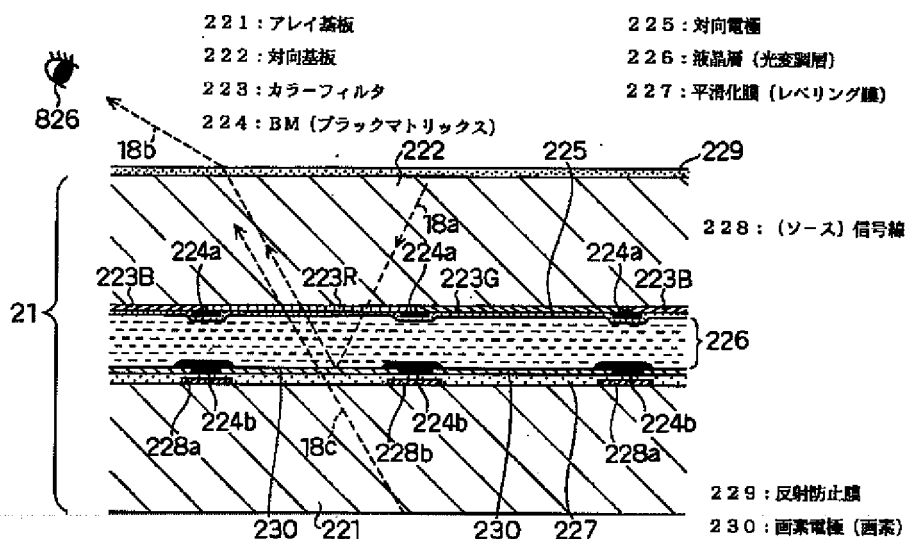 221：アレイ基板
222：対向基板
223：カラーフィルタ
224：BM（ブラックマトリックス）
225：対向電極
226：液晶層（光変調層）
227：平滑化膜（レベリング膜）
826
18b
222
225
229
18a
228：（ソース）信号線
224a
224a
224a
223B
223R
223G
223B
21
226
224b
224b
224b
228a
18c
228b
228a
230
221
230
227
229：反射防止膜
230：画素電極（画素）